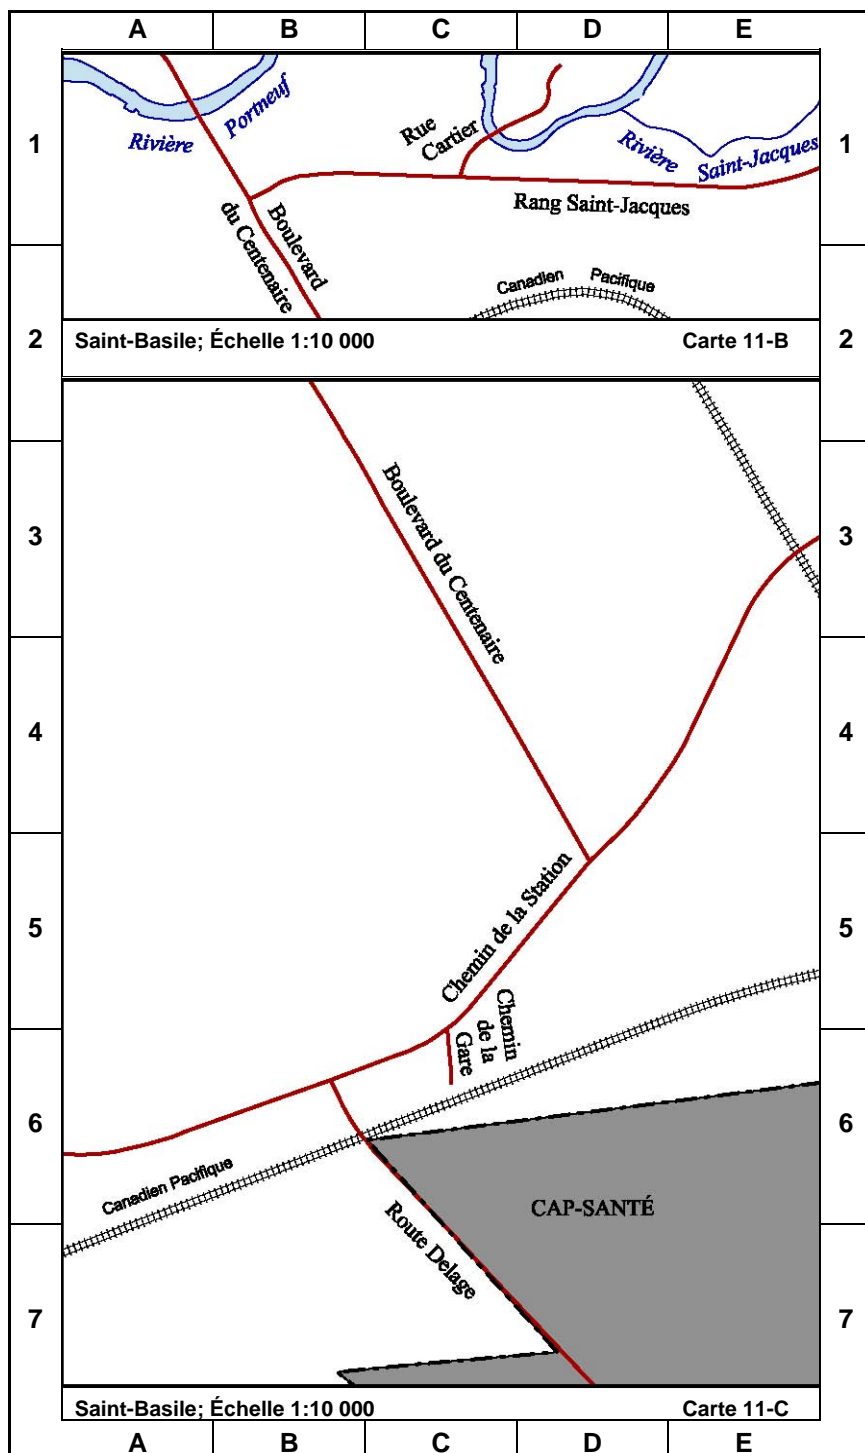 A B C D E
1 1
Rivière
Portneuf
Rue
Cartier
Rivière
Saint-Jacques
Rang Saint-Jacques
Boulevard
du Centenaire
Canadien Pacifique
2 2
Saint-Basile; Échelle 1:10 000 Carte 11-B
3 3
Boulevard du Centenaire
4 4
5 5
Chemin de la Station
Chemin
de la
Gare
6 6
Canadien Pacifique
CAP-SANTÉ
Route Delage
7 7
Saint-Basile; Échelle 1:10 000 Carte 11-C
A B C D E